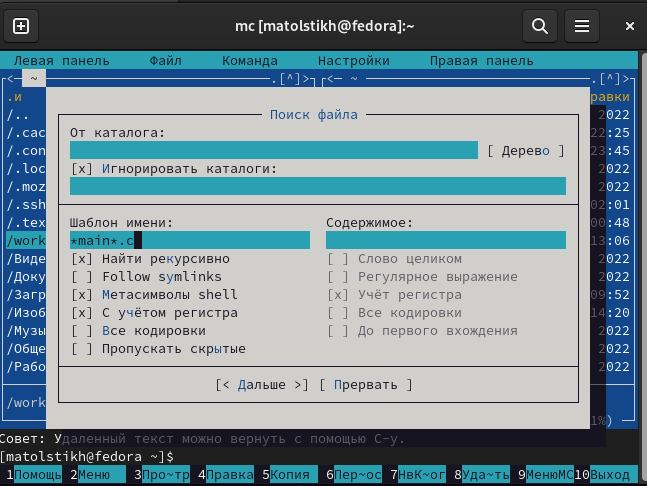 mc [matolstikh@fedora]:~
Левая панель Файл Команда Настройки Правая панель
<— ~ .[^]> <— ~ .[^]>
.и равки
/.. 2022
/.cac 22:25
/.con 23:45
/.loc 2022
/.moz 2022
/.ssh 02:01
/.tex 00:48
/work 13:06
/Виде 2022
/Доку 2022
/Загр 09:52
/Изоб 14:20
/Музы 2022
/Обще 2022
/Рабо 2022
/work 1%)
Поиск файла
От каталога:
[ Дерево ]
[x] Игнорировать каталоги:
Шаблон имени: Содержимое:
*main*.c
[x] Найти рекурсивно [ ] Слово целиком
[ ] Follow symlinks [ ] Регулярное выражение
[x] Метасимволы shell [x] Учёт регистра
[x] С учётом регистра [ ] Все кодировки
[ ] Все кодировки [ ] До первого вхождения
[ ] Пропускать скрытые
[< Дальше >] [ Прервать ]
Совет: Удаленный текст можно вернуть с помощью C-y.
[matolstikh@fedora ~]$
1Помощь 2Меню 3Про~тр 4Правка 5Копия 6Пер~ос 7НвК~ог 8Уда~ть 9МенюMC 10Выход